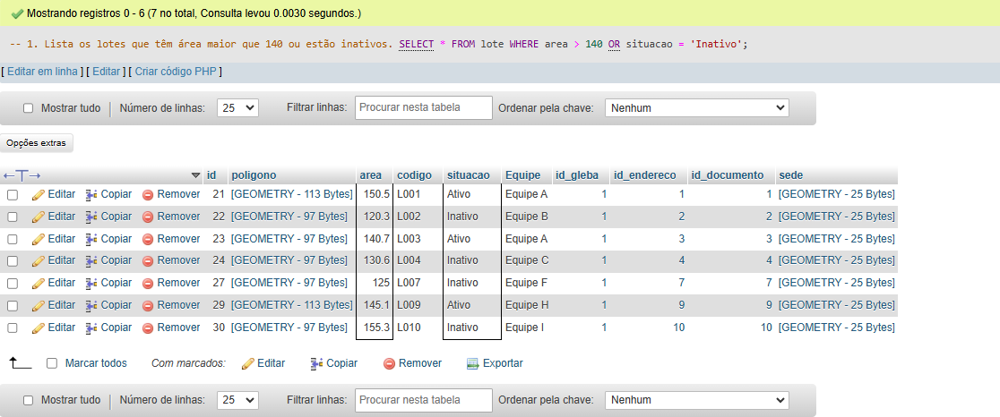 Mostrando registros 0 - 6 (7 no total, Consulta levou 0.0030 segundos.)
-- 1. Lista os lotes que têm área maior que 140 ou estão inativos. SELECT * FROM lote WHERE area > 140 OR situacao = 'Inativo';
[ Editar em linha ] [ Editar ] [ Criar código PHP ]
Mostrar tudo | Número de linhas: 25 Filtrar linhas: Procurar nesta tabela Ordenar pela chave: Nenhum
Opções extras
←T→ id poligono area codigo situacao Equipe id_gleba id_endereco id_documento sede
Editar Copiar Remover 21 [GEOMETRY - 113 Bytes] 150.5 L001 Ativo Equipe A 1 1 1 [GEOMETRY - 25 Bytes]
Editar Copiar Remover 22 [GEOMETRY - 97 Bytes] 120.3 L002 Inativo Equipe B 1 2 2 [GEOMETRY - 25 Bytes]
Editar Copiar Remover 23 [GEOMETRY - 97 Bytes] 140.7 L003 Ativo Equipe A 1 3 3 [GEOMETRY - 25 Bytes]
Editar Copiar Remover 24 [GEOMETRY - 97 Bytes] 130.6 L004 Inativo Equipe C 1 4 4 [GEOMETRY - 25 Bytes]
Editar Copiar Remover 27 [GEOMETRY - 97 Bytes] 125 L007 Inativo Equipe F 1 7 7 [GEOMETRY - 25 Bytes]
Editar Copiar Remover 29 [GEOMETRY - 113 Bytes] 145.1 L009 Ativo Equipe H 1 9 9 [GEOMETRY - 25 Bytes]
Editar Copiar Remover 30 [GEOMETRY - 97 Bytes] 155.3 L010 Inativo Equipe I 1 10 10 [GEOMETRY - 25 Bytes]
Marcar todos Com marcados: Editar Copiar Remover Exportar
Mostrar tudo | Número de linhas: 25 Filtrar linhas: Procurar nesta tabela Ordenar pela chave: Nenhum